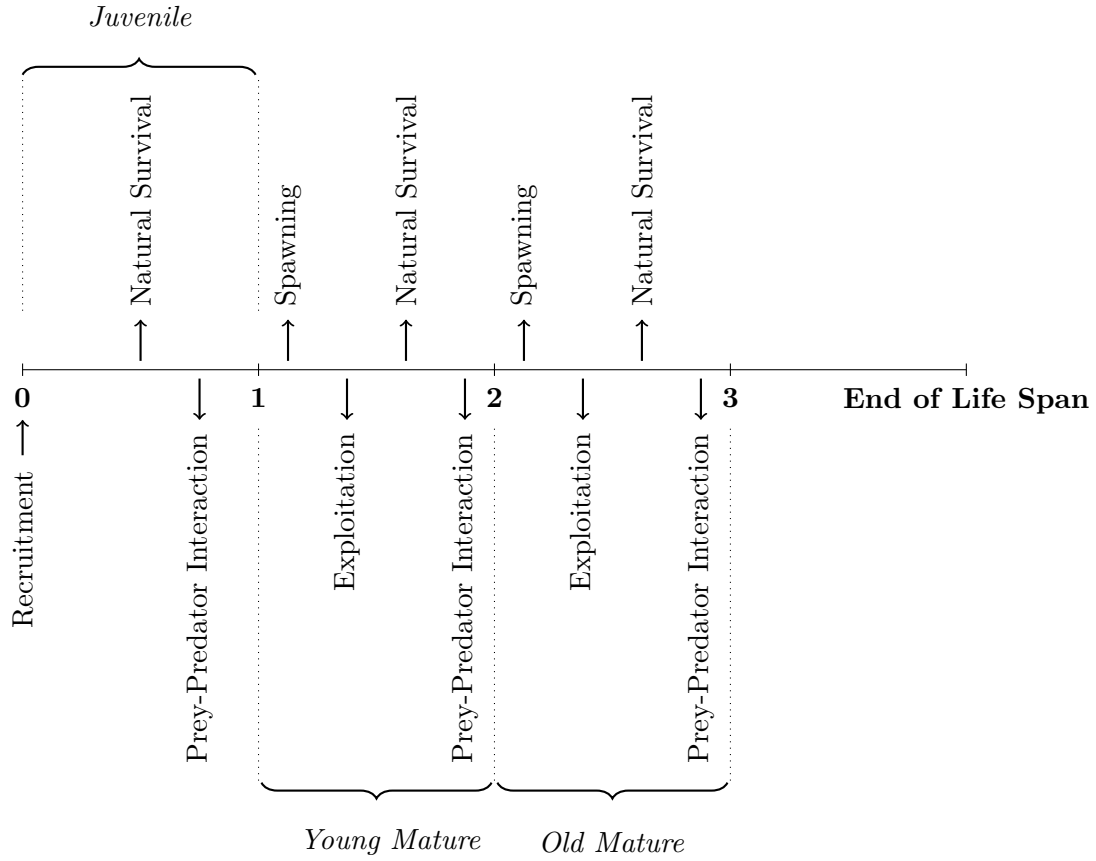 Juvenile
Natural Survival
Spawning
Natural Survival
Spawning
Natural Survival
0
1
2
3
End of Life Span
Recruitment
Prey-Predator Interaction
Exploitation
Prey-Predator Interaction
Exploitation
Prey-Predator Interaction
Young Mature
Old Mature